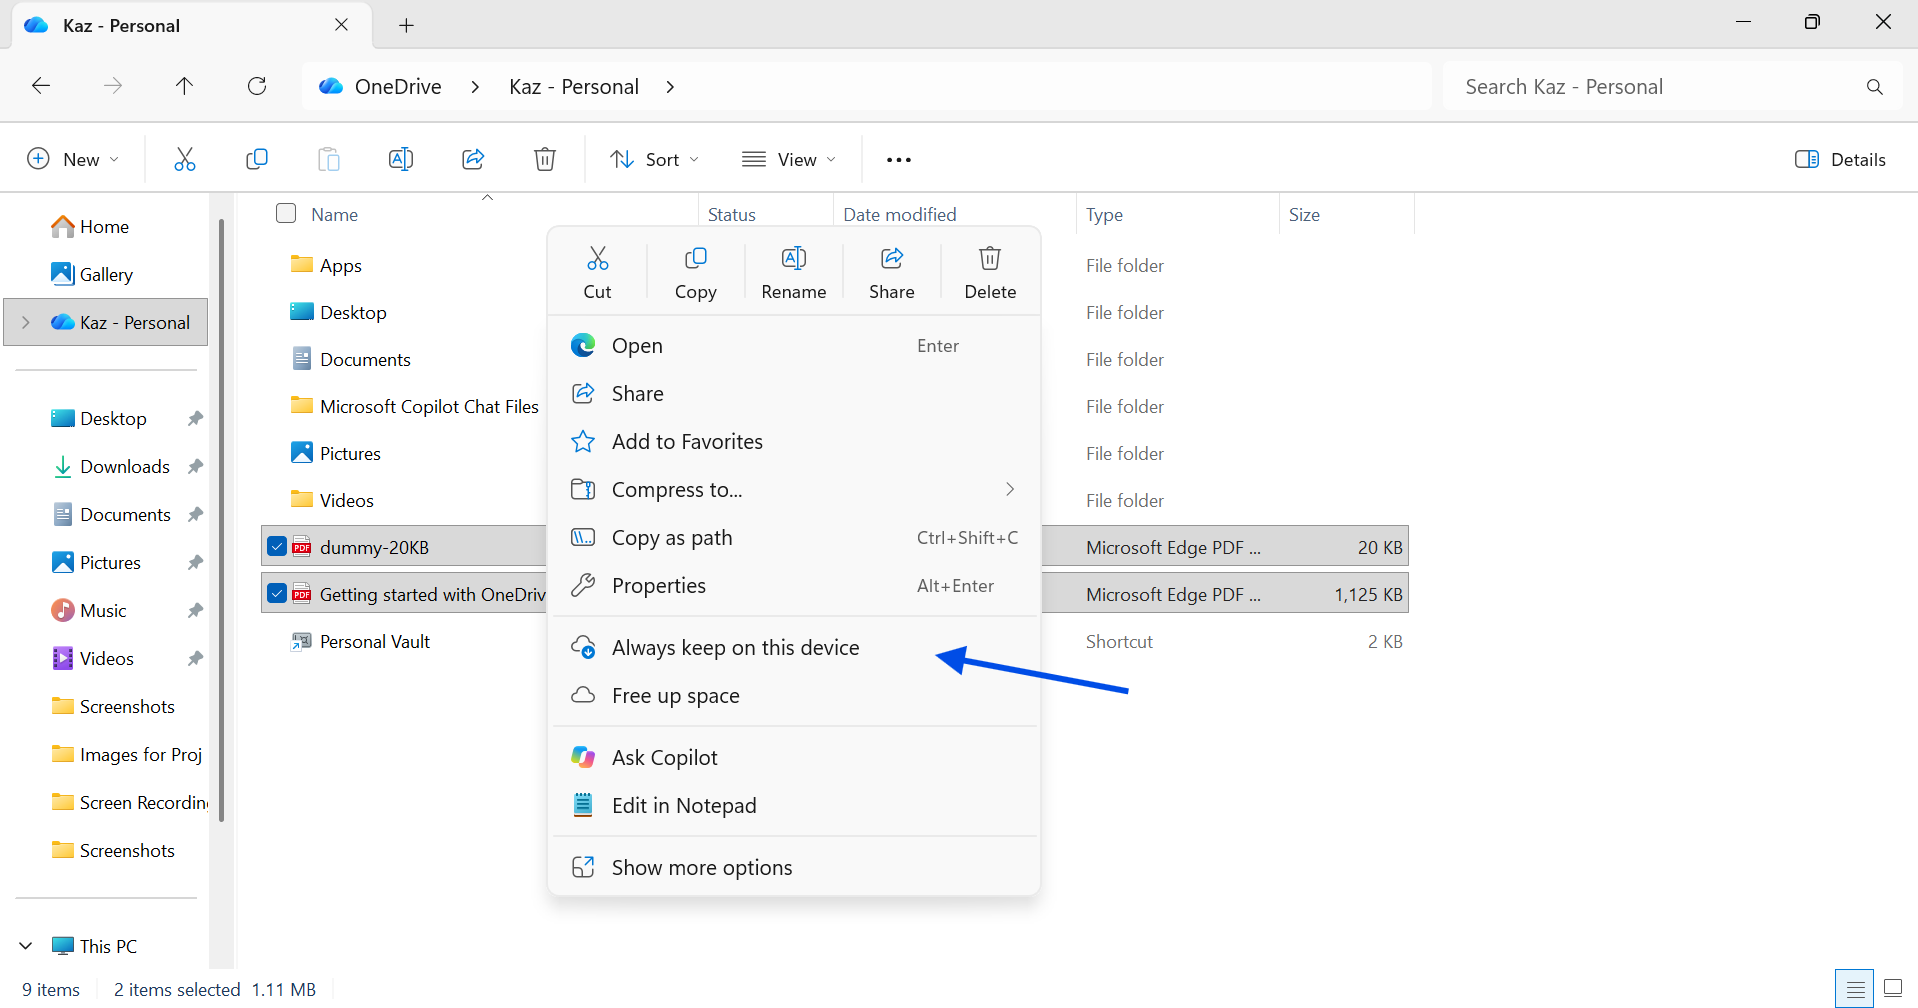 Kaz - Personal
OneDrive > Kaz - Personal >
Search Kaz - Personal
New
Sort
View
Details
Name
Status
Date modified
Type
Size
Home
Gallery
Kaz - Personal
Desktop
Downloads
Documents
Pictures
Music
Videos
Screenshots
Images for Proj
Screen Recording
Screenshots
This PC
Apps
File folder
Desktop
File folder
Documents
File folder
Microsoft Copilot Chat Files
File folder
Pictures
File folder
Videos
File folder
PDF dummy-20KB
Microsoft Edge PDF ...
20 KB
PDF Getting started with OneDriv
Microsoft Edge PDF ...
1,125 KB
Personal Vault
Shortcut
2 KB
Cut
Copy
Rename
Share
Delete
Open Enter
Share
Add to Favorites
Compress to...
Copy as path Ctrl+Shift+C
Properties Alt+Enter
Always keep on this device
Free up space
Ask Copilot
Edit in Notepad
Show more options
9 items
2 items selected 1.11 MB